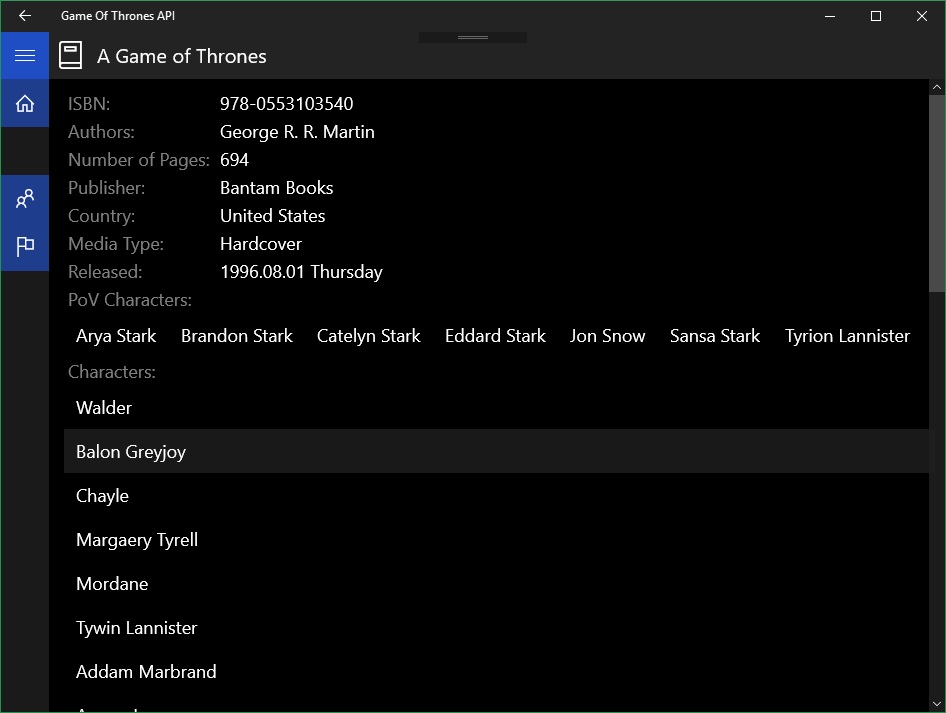 Game Of Thrones API
A Game of Thrones
ISBN: 978-0553103540
Authors: George R. R. Martin
Number of Pages: 694
Publisher: Bantam Books
Country: United States
Media Type: Hardcover
Released: 1996.08.01 Thursday
PoV Characters:
Arya Stark Brandon Stark Catelyn Stark Eddard Stark Jon Snow Sansa Stark Tyrion Lannister
Characters:
Walder
Balon Greyjoy
Chayle
Margaery Tyrell
Mordane
Tywin Lannister
Addam Marbrand